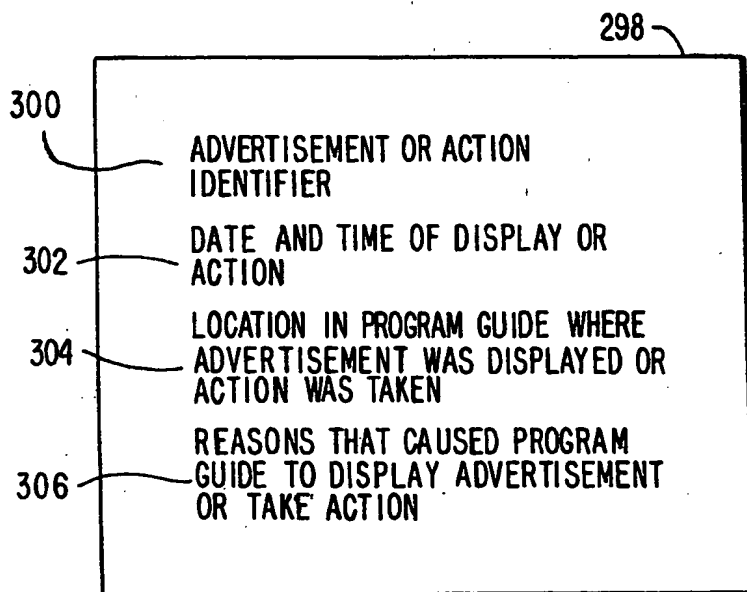 298
300
ADVERTISEMENT OR ACTION
IDENTIFIER
302
DATE AND TIME OF DISPLAY OR
ACTION
304
LOCATION IN PROGRAM GUIDE WHERE
ADVERTISEMENT WAS DISPLAYED OR
ACTION WAS TAKEN
306
REASONS THAT CAUSED PROGRAM
GUIDE TO DISPLAY ADVERTISEMENT
OR TAKE ACTION